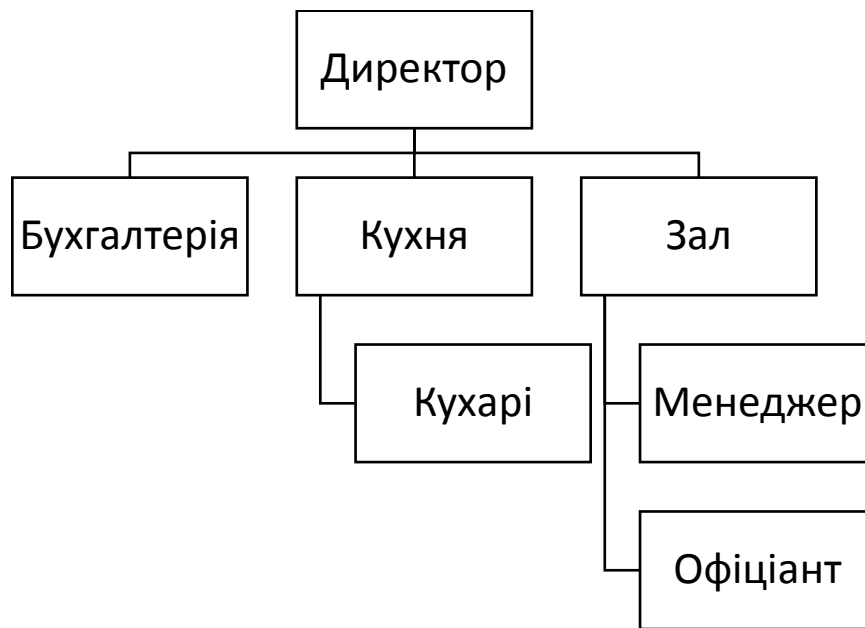 Директор
Бухгалтерія
Кухня
Зал
Кухарі
Менеджер
Офіціант